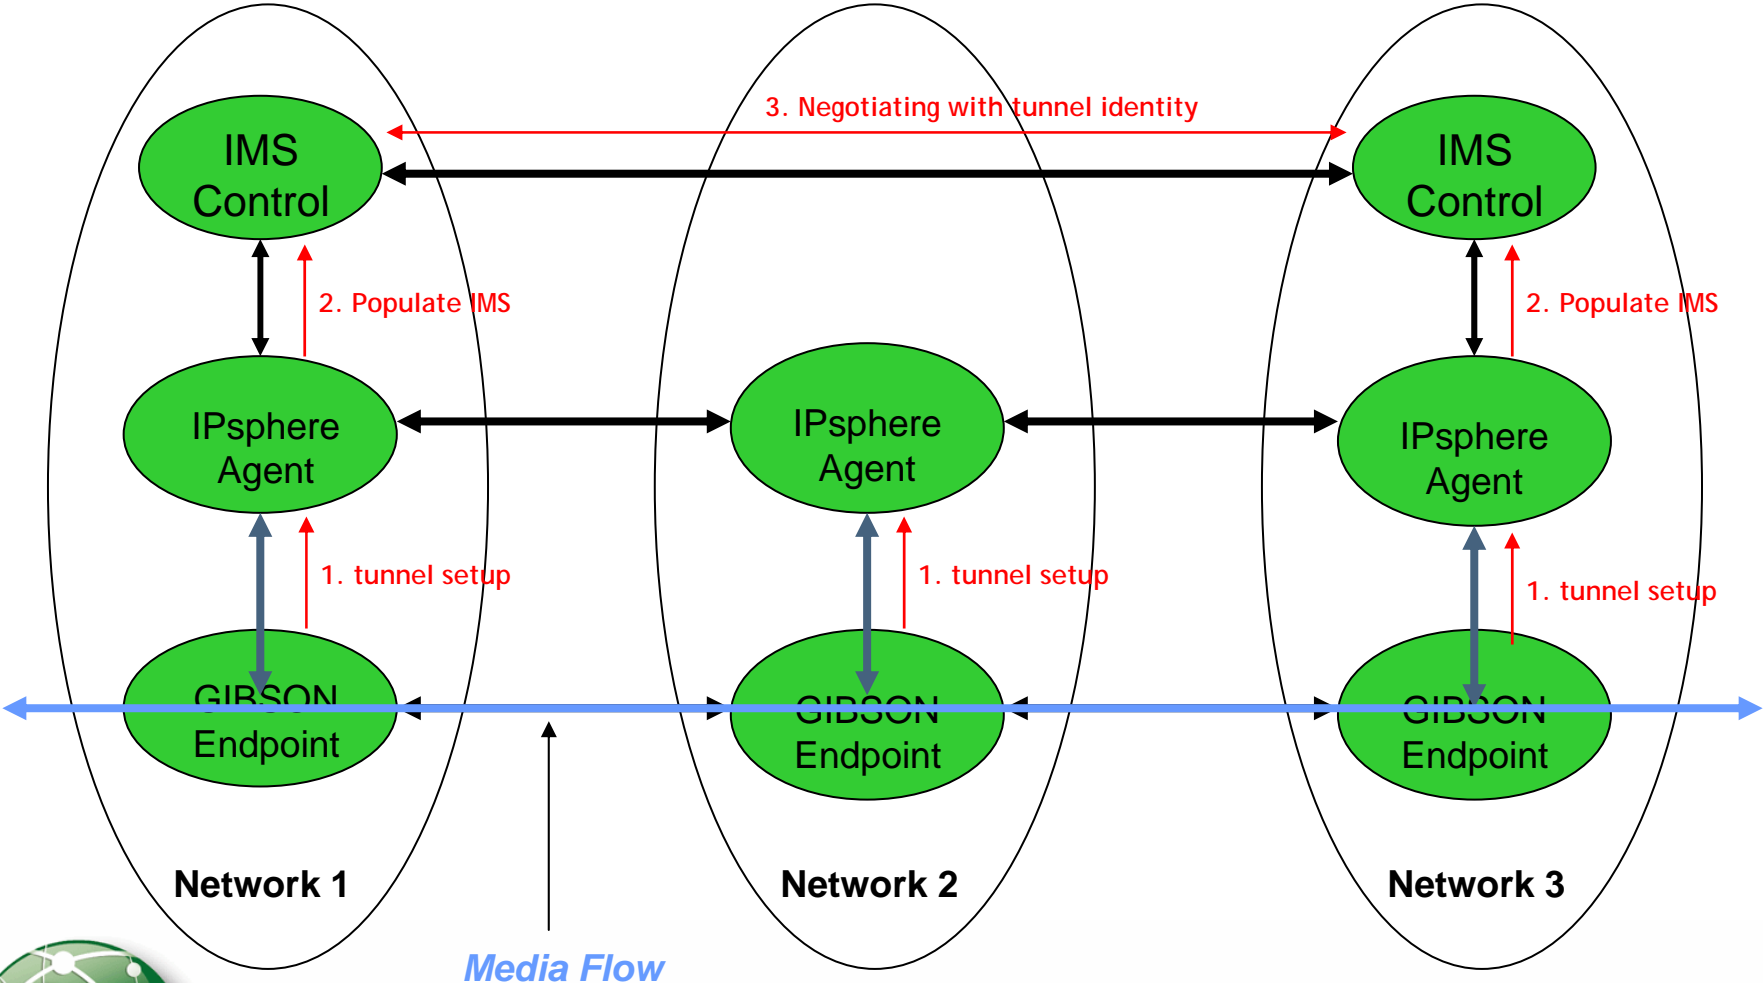 3. Negotiating with tunnel identity
IMS
Control
IMS
Control
2. Populate IMS
2. Populate IMS
IPsphere
Agent
IPsphere
Agent
IPsphere
Agent
1. tunnel setup
1. tunnel setup
1. tunnel setup
GIBSON
Endpoint
GIBSON
Endpoint
GIBSON
Endpoint
Network 1
Network 2
Network 3
Media Flow